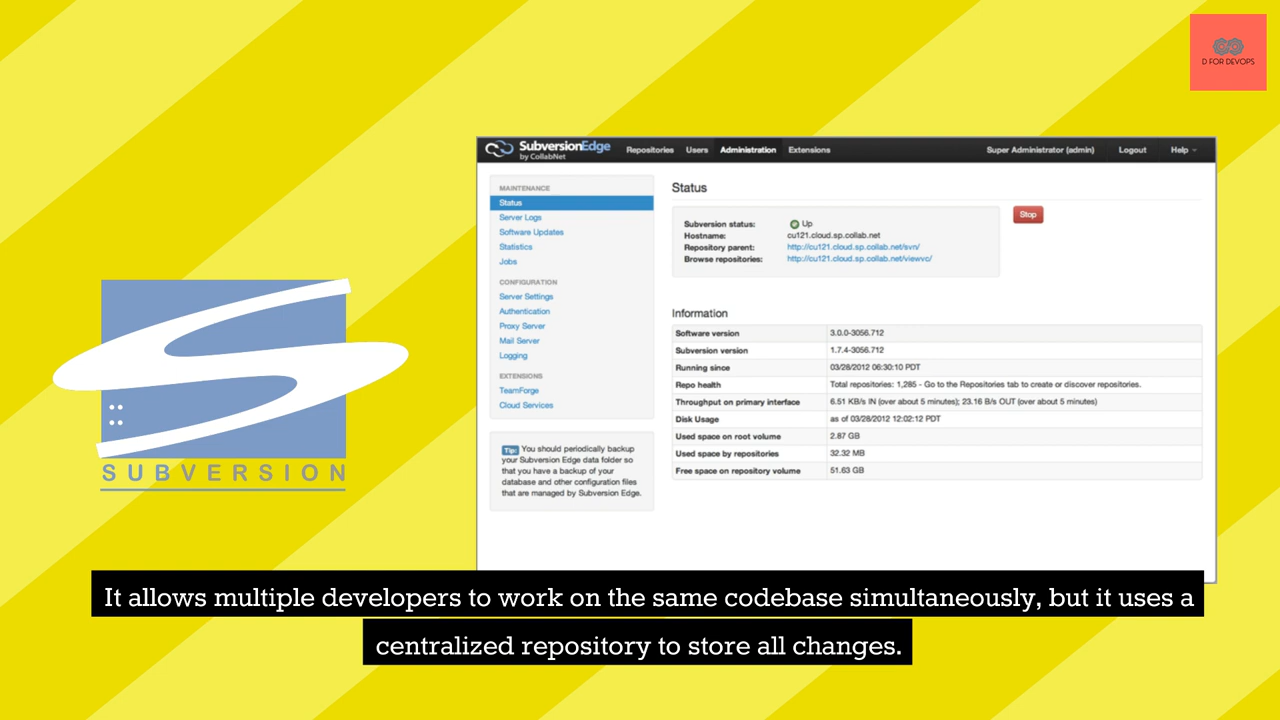 D FOR DEVOPS
SubversionEdge
by CollabNet
Repositories Users Administration Extensions Super Administrator (admin) Logout Help
MAINTENANCE
Status
Server Logs
Software Updates
Statistics
Jobs
CONFIGURATION
Server Settings
Authentication
Proxy Server
Mail Server
Logging
EXTENSIONS
TeamForge
Cloud Services
Tip: You should periodically backup
your Subversion Edge data folder so
that you have a backup of your
database and other configuration files
that are managed by Subversion Edge.
Status
Subversion status: Up
Hostname: cu121.cloud.sp.collab.net
Repository parent: http://cu121.cloud.sp.collab.net/svn/
Browse repositories: http://cu121.cloud.sp.collab.net/viewvc/
Stop
Information
Software version 3.0.0-3056.712
Subversion version 1.7.4-3056.712
Running since 03/28/2012 06:30:10 PDT
Repo health Total repositories: 1,285 - Go to the Repositories tab to create or discover repositories.
Throughput on primary interface 6.51 KB/s IN (over about 5 minutes); 23.16 B/s OUT (over about 5 minutes)
Disk Usage as of 03/28/2012 12:02:12 PDT
Used space on root volume 2.87 GB
Used space by repositories 32.32 MB
Free space on repository volume 51.63 GB
SUBVERSION
It allows multiple developers to work on the same codebase simultaneously, but it uses a
centralized repository to store all changes.